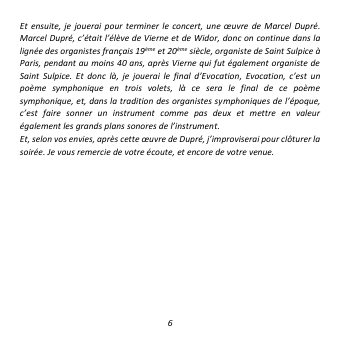 Et ensuite, je jouerai pour terminer le concert, une œuvre de Marcel Dupré.
Marcel Dupré, c’était l’élève de Vierne et de Widor, donc on continue dans la
lignée des organistes français 19ème et 20ème siècle, organiste de Saint Sulpice à
Paris, pendant au moins 40 ans, après Vierne qui fut également organiste de
Saint Sulpice. Et donc là, je jouerai le final d’Evocation, Evocation, c’est un
poème symphonique en trois volets, là ce sera le final de ce poème
symphonique, et, dans la tradition des organistes symphoniques de l’époque,
c’est faire sonner un instrument comme pas deux et mettre en valeur
également les grands plans sonores de l’instrument.
Et, selon vos envies, après cette œuvre de Dupré, j’improviserai pour clôturer la
soirée. Je vous remercie de votre écoute, et encore de votre venue.
6